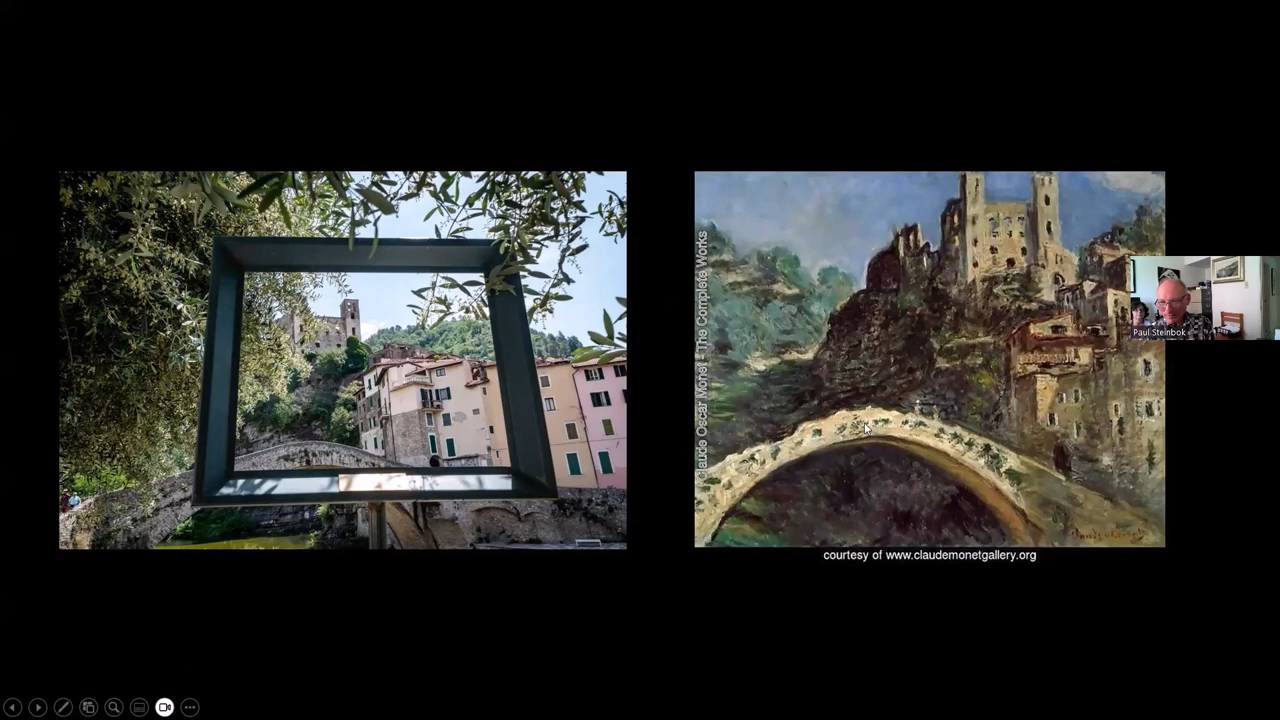 Claude Oscar Monet - The Complete Works
Paul Steinbok
courtesy of www.claudemonetgallery.org